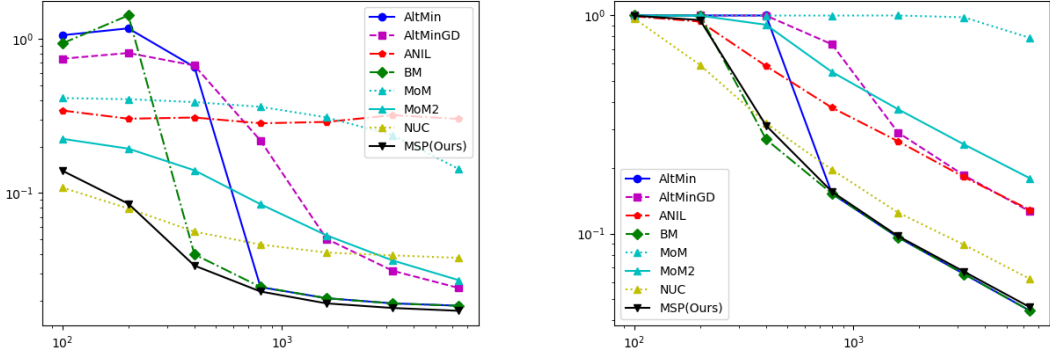 10⁰
10⁻¹
10²
10³
AltMin
AltMinGD
ANIL
BM
MoM
MoM2
NUC
MSP(Ours)
10⁰
10⁻¹
10²
10³
AltMin
AltMinGD
ANIL
BM
MoM
MoM2
NUC
MSP(Ours)